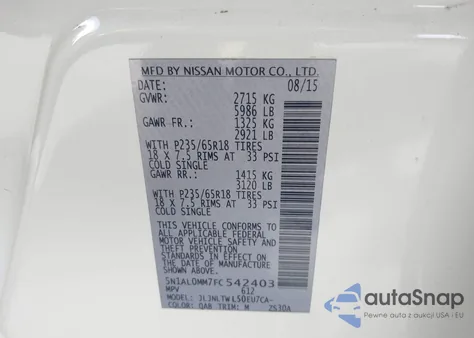 MFD BY NISSAN MOTOR CO., LTD.
DATE: 08/15
GVWR: 2715 KG
5986 LB
GAWR FR.: 1325 KG
2921 LB
WITH P235/65R18 TIRES
18 X 7.5 RIMS AT 33 PSI
COLD SINGLE
GAWR RR.: 1415 KG
3120 LB
WITH P235/65R18 TIRES
18 X 7.5 RIMS AT 33 PSI
COLD SINGLE
THIS VEHICLE CONFORMS TO ALL
APPLICABLE FEDERAL
MOTOR VEHICLE SAFETY AND
THEFT PREVENTION STANDARDS
IN EFFECT ON THE
DATE OF MANUFACTURE
SHOWN ABOVE.
5N1AL0MM7FC542403
MPV 612
MODEL: JLJNLTWL50EU7CA-
COLOR: QAB TRIM: M 2530A
autoSnap
Pewne auta z aukcji w USA i EU